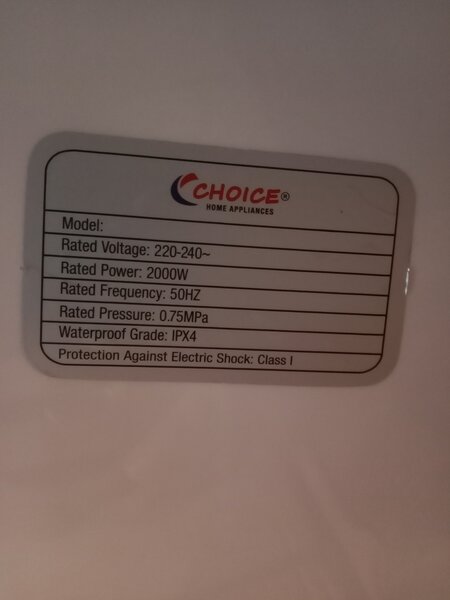 CHOICE®
HOME APPLIANCES
Model:
Rated Voltage: 220-240~
Rated Power: 2000W
Rated Frequency: 50HZ
Rated Pressure: 0.75MPa
Waterproof Grade: IPX4
Protection Against Electric Shock: Class I